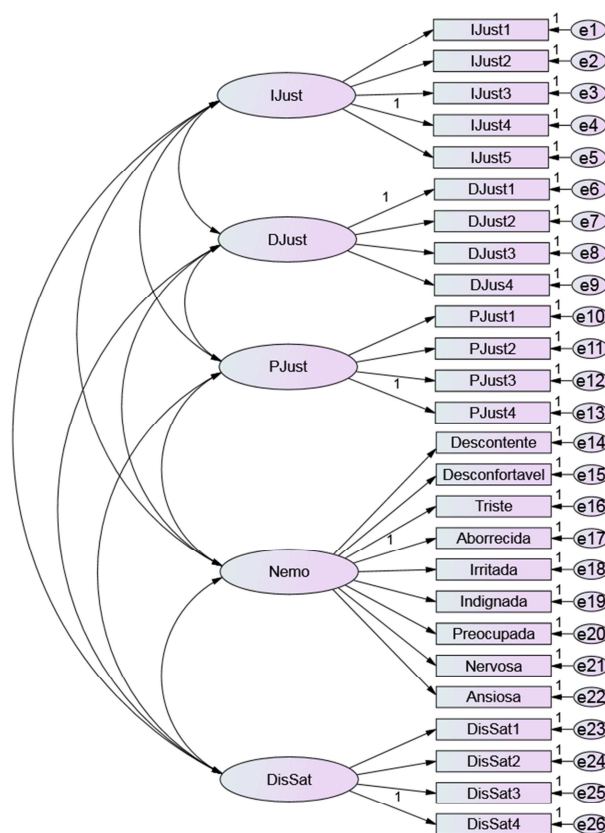 IJust1 1 e1
IJust2 1 e2
IJust IJust3 1 e3
1 IJust4 1 e4
IJust5 1 e5
1 DJust1 1 e6
DJust2 1 e7
DJust DJust3 1 e8
DJus4 1 e9
PJust1 1 e10
PJust2 1 e11
PJust PJust3 1 e12
1 PJust4 1 e13
Descontente 1 e14
Desconfortavel 1 e15
Triste 1 e16
1 Aborrecida 1 e17
Nemo Irritada 1 e18
Indignada 1 e19
Preocupada 1 e20
Nervosa 1 e21
Ansiosa 1 e22
DisSat1 1 e23
DisSat2 1 e24
DisSat DisSat3 1 e25
1 DisSat4 1 e26